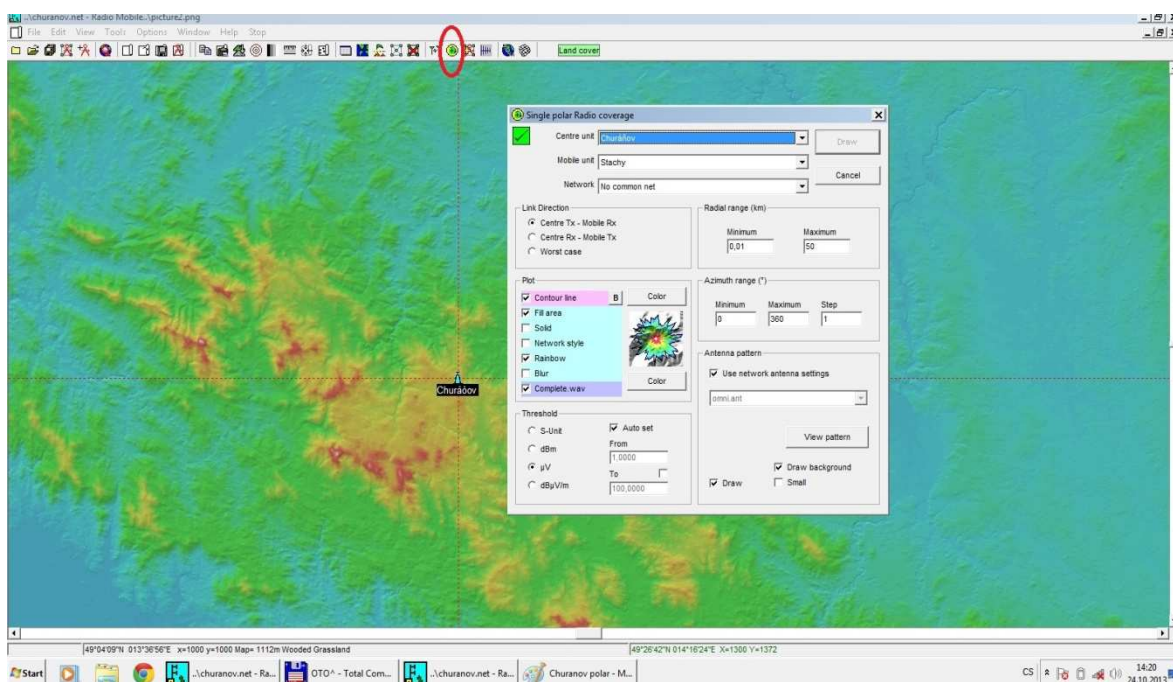 ..\churanov.net - Radio Mobile..\picture2.png
File Edit View Tools Options Window Help Stop
Land cover
Single polar Radio coverage
Centre unit Churáňov
Draw
Mobile unit Stachy
Cancel
Network No common net
Link Direction
Centre Tx - Mobile Rx
Centre Rx - Mobile Tx
Worst case
Radial range (km)
Minimum Maximum
0,01 50
Plot
Contour line B Color
Fill area
Solid
Network style
Rainbow
Blur
Color
Complete.wav
Azimuth range (°)
Minimum Maximum Step
0 360 1
Antenna pattern
Use network antenna settings
omni.ant
View pattern
Draw background
Draw Small
Threshold
S-Unit Auto set
dBm From
1,0000
µV To
dBµV/m 100,0000
Churáòov
49°04'09"N 013°36'56"E x=1000 y=1000 Map= 1112m Wooded Grassland
49°26'42"N 014°16'24"E X=1300 Y=1372
Start
..\churanov.net - Ra...
OTO^ - Total Com...
..\churanov.net - Ra...
Churanov polar - M...
CS
14:20
24.10.2013